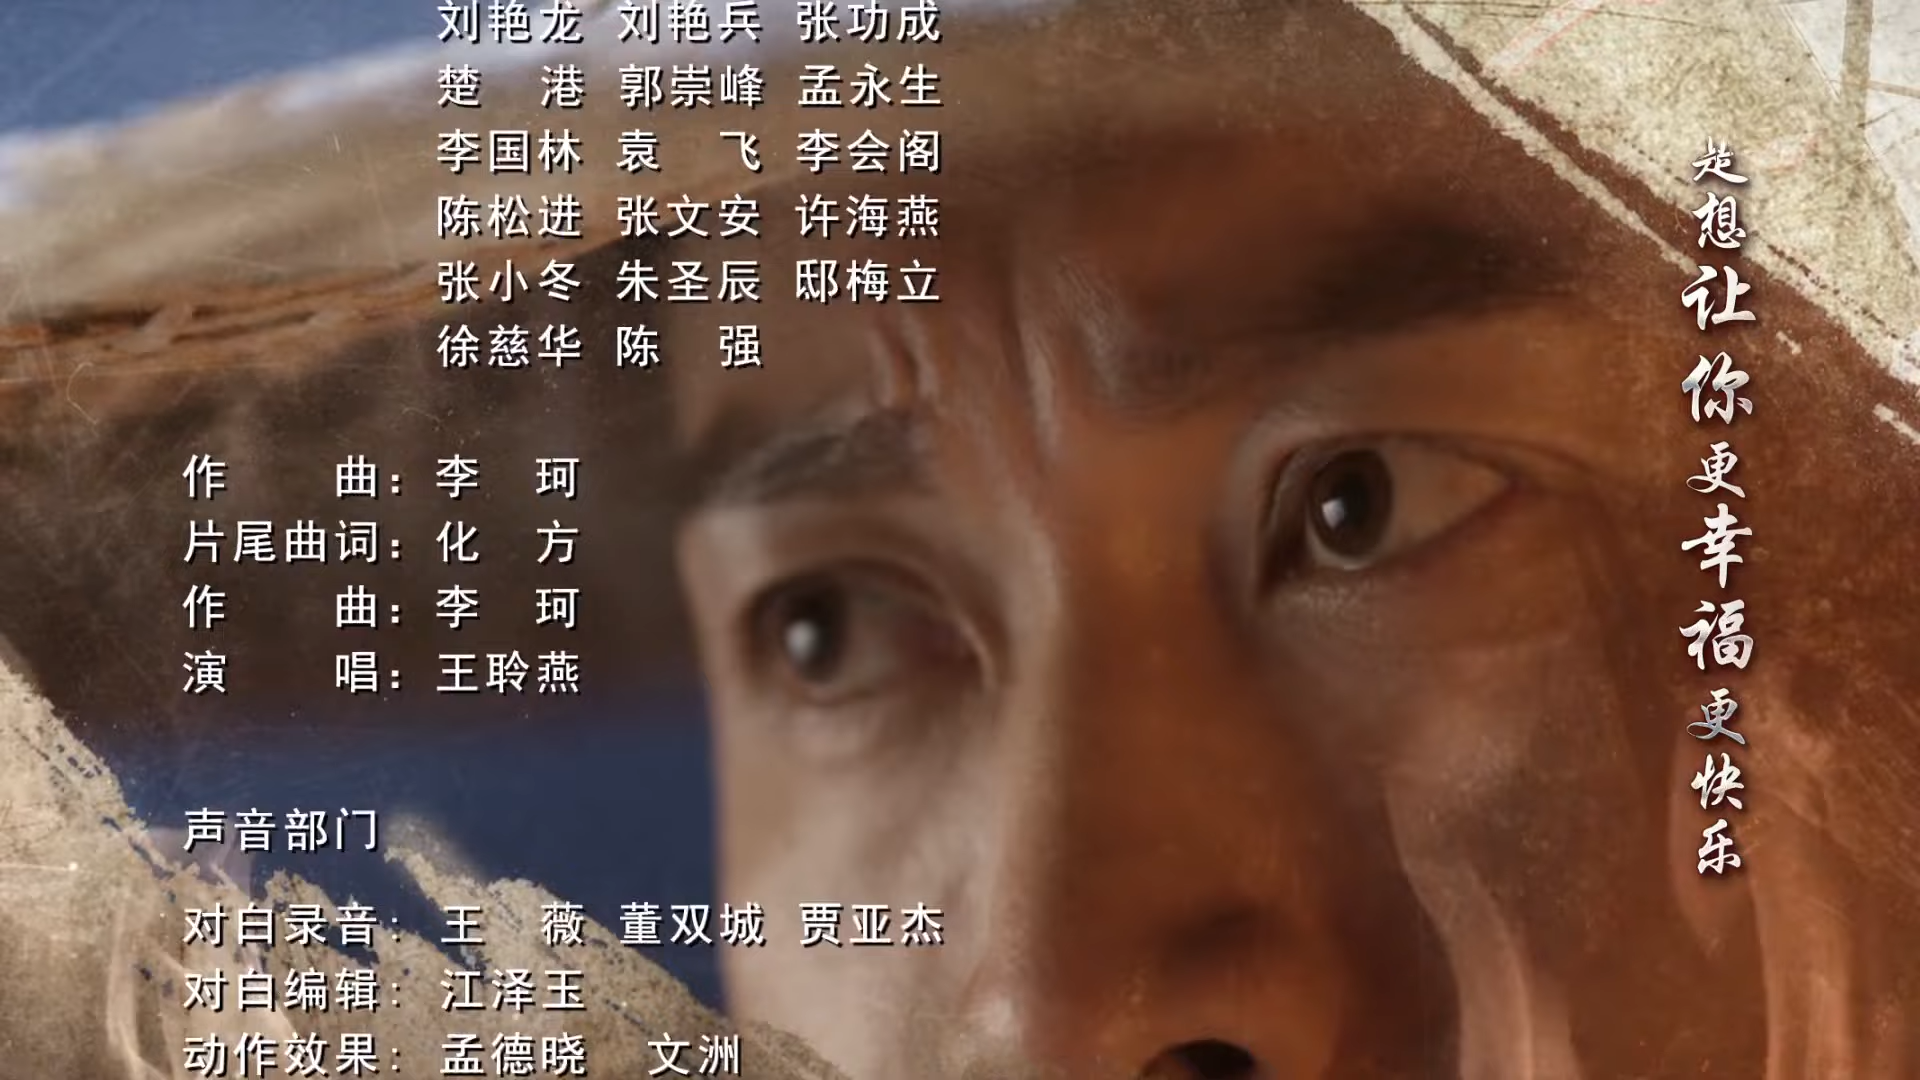 刘艳龙 刘艳兵 张功成
楚港 郭崇峰 孟永生
李国林 袁飞 李会阁
陈松进 张文安 许海燕
张小冬 朱圣辰 邸梅立
徐慈华 陈强
作曲：李珂
片尾曲词：化方
作曲：李珂
演唱：王聆燕
声音部门
对白录音：王薇 董双城 贾亚杰
对白编辑：江泽玉
动作效果：孟德晓 文洲
是想让你更幸福更快乐